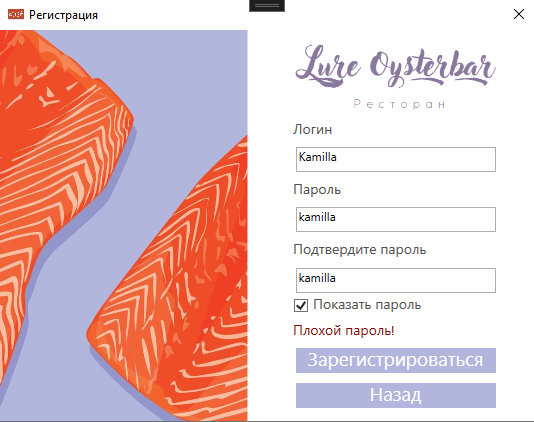 Регистрация
Lure Oysterbar
Ресторан
Логин
Kamilla
Пароль
kamilla
Подтвердите пароль
kamilla
Показать пароль
Плохой пароль!
Зарегистрироваться
Назад